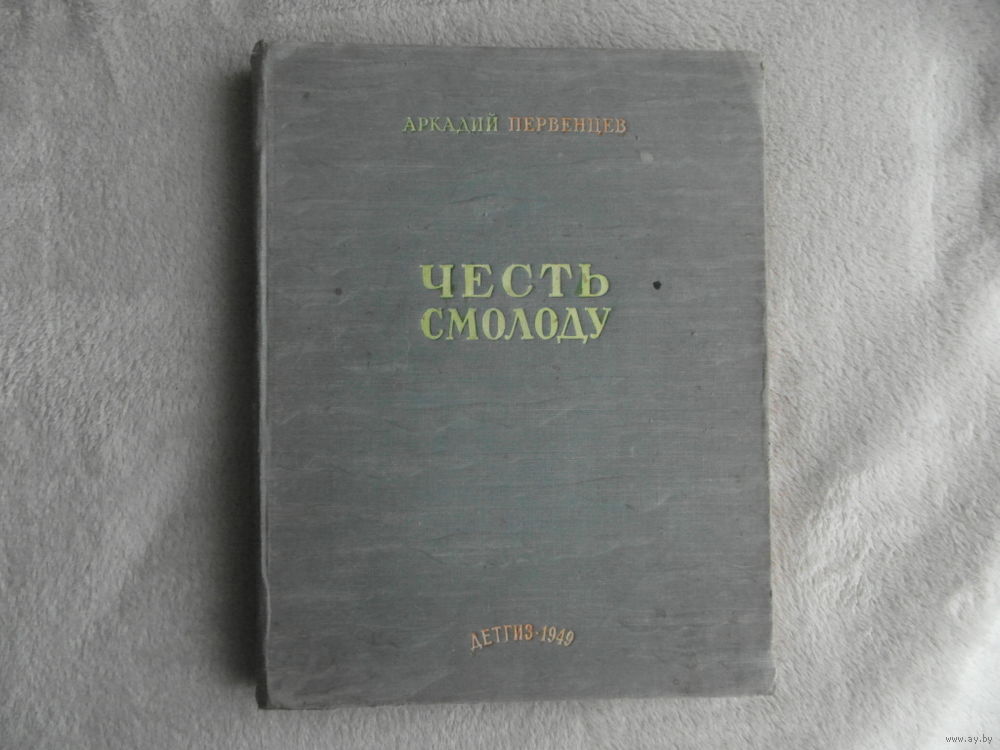 АРКАДИЙ ПЕРВЕНЦЕВ
ЧЕСТЬ
СМОЛОДУ
ДЕТГИЗ·1949
www.ay.by